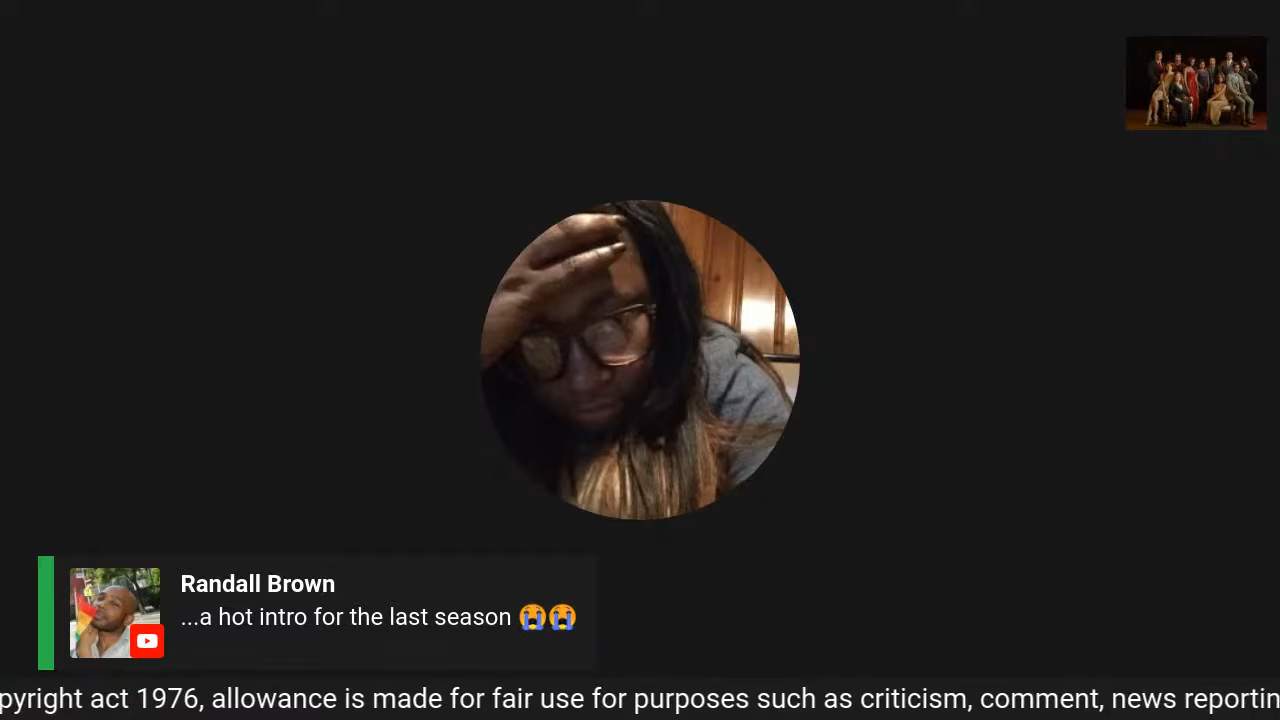 Randall Brown
...a hot intro for the last season 😭😭
pyright act 1976, allowance is made for fair use for purposes such as criticism, comment, news reportin